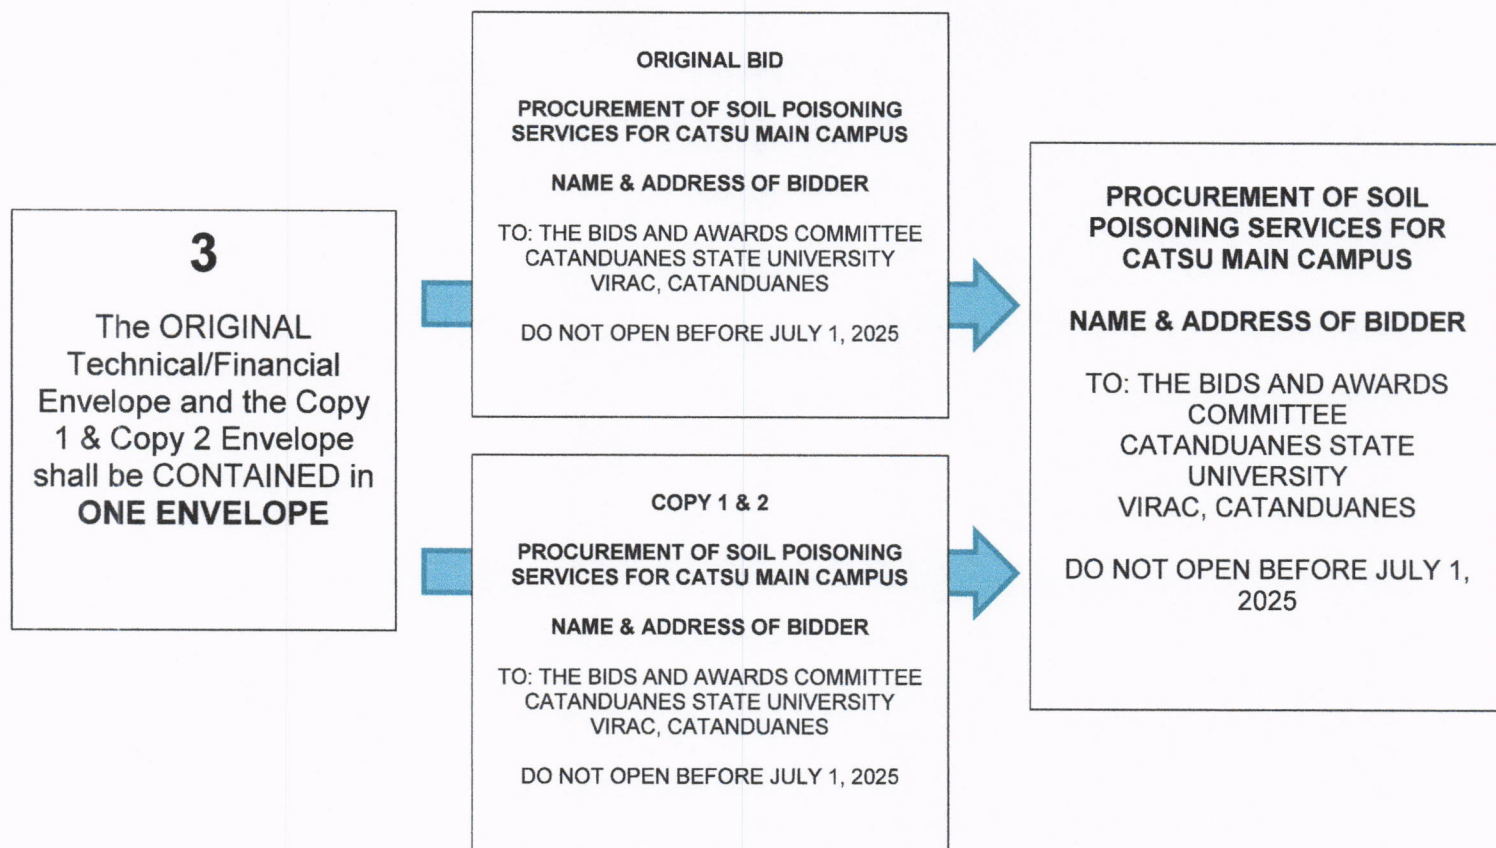 3
The ORIGINAL
Technical/Financial
Envelope and the Copy
1 & Copy 2 Envelope
shall be CONTAINED in
ONE ENVELOPE
ORIGINAL BID
PROCUREMENT OF SOIL POISONING
SERVICES FOR CATSU MAIN CAMPUS
NAME & ADDRESS OF BIDDER
TO: THE BIDS AND AWARDS COMMITTEE
CATANDUANES STATE UNIVERSITY
VIRAC, CATANDUANES
DO NOT OPEN BEFORE JULY 1, 2025
COPY 1 & 2
PROCUREMENT OF SOIL POISONING
SERVICES FOR CATSU MAIN CAMPUS
NAME & ADDRESS OF BIDDER
TO: THE BIDS AND AWARDS COMMITTEE
CATANDUANES STATE UNIVERSITY
VIRAC, CATANDUANES
DO NOT OPEN BEFORE JULY 1, 2025
PROCUREMENT OF SOIL
POISONING SERVICES FOR
CATSU MAIN CAMPUS
NAME & ADDRESS OF BIDDER
TO: THE BIDS AND AWARDS
COMMITTEE
CATANDUANES STATE
UNIVERSITY
VIRAC, CATANDUANES
DO NOT OPEN BEFORE JULY 1,
2025